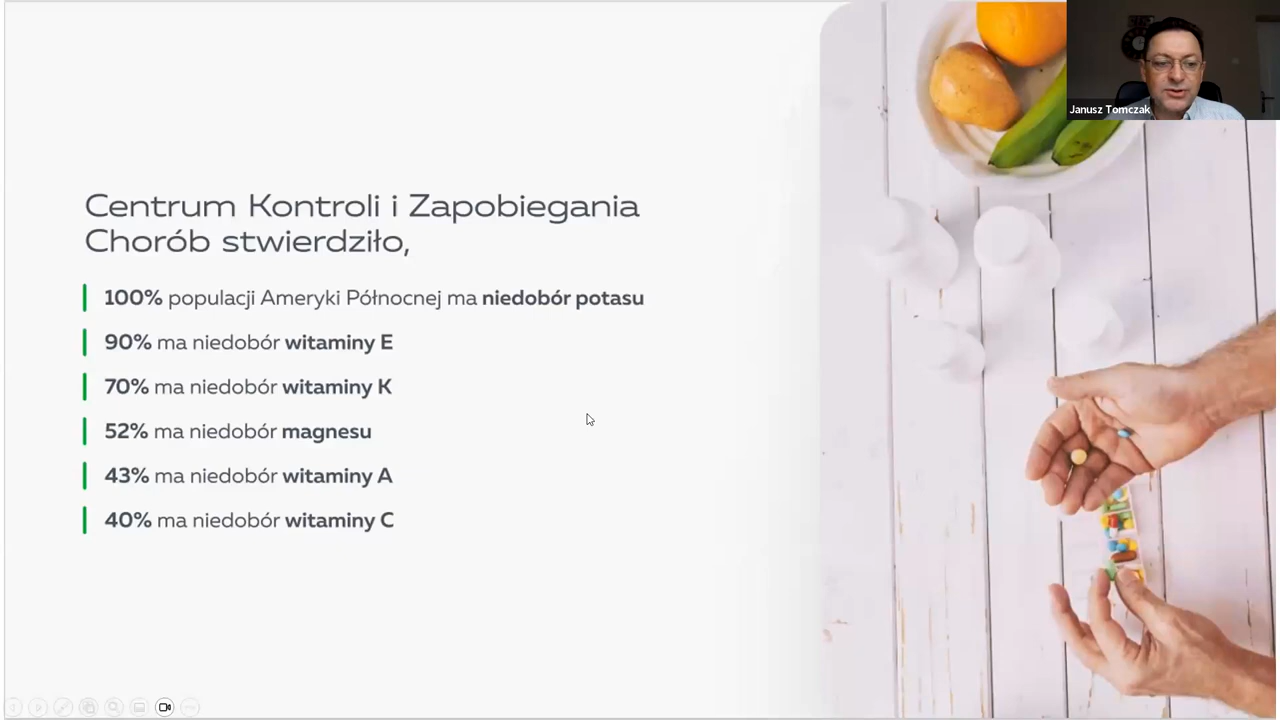 Janusz Tomczak
Centrum Kontroli i Zapobiegania
Chorób stwierdziło,
100% populacji Ameryki Północnej ma niedobór potasu
90% ma niedobór witaminy E
70% ma niedobór witaminy K
52% ma niedobór magnesu
43% ma niedobór witaminy A
40% ma niedobór witaminy C